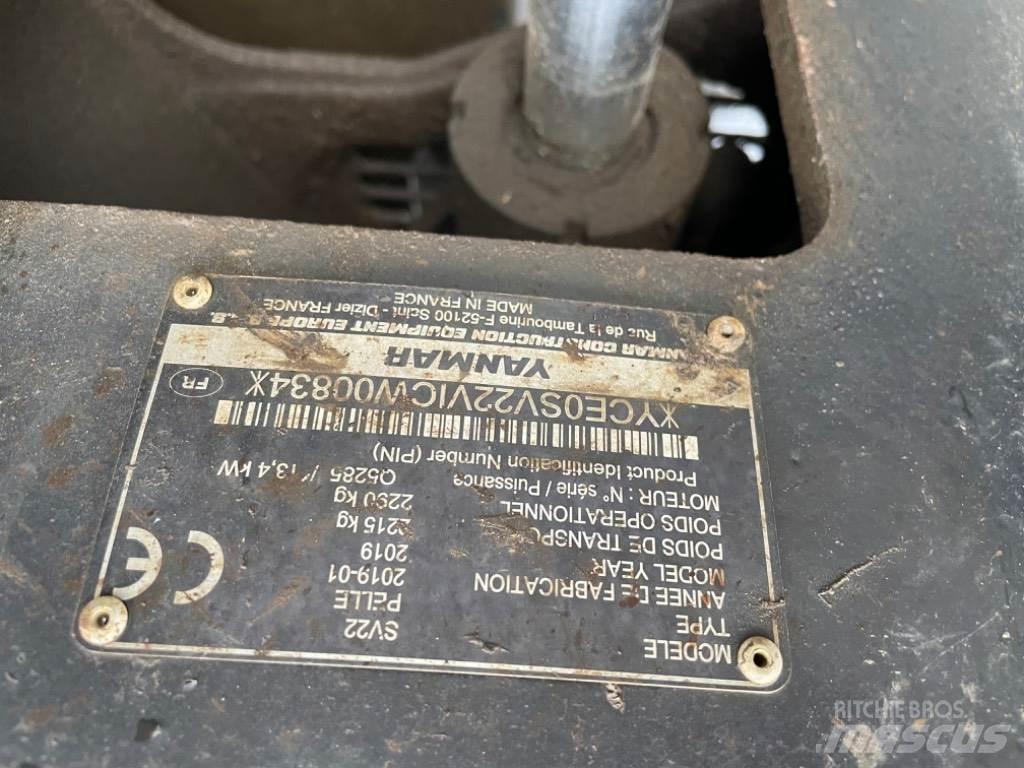 MODELE SV22
TYPE PELLE
ANNEE DE FABRICATION 2019-01
MODEL YEAR 2019
POIDS DE TRANSPORT 2215 kg
POIDS OPERATIONNEL 2290 kg
MOTEUR : N° série / Puissance Q5285 / 13,4 kW
Product Identification Number (PIN)
*YCE0SV22VICW00834*
FR
YANMAR
YANMAR CONSTRUCTION EQUIPMENT EUROPE S.A.S.
Rue de la Tambourine F-52100 Saint - Dizier FRANCE
MADE IN FRANCE
CE
RITCHIE BROS.
mascus